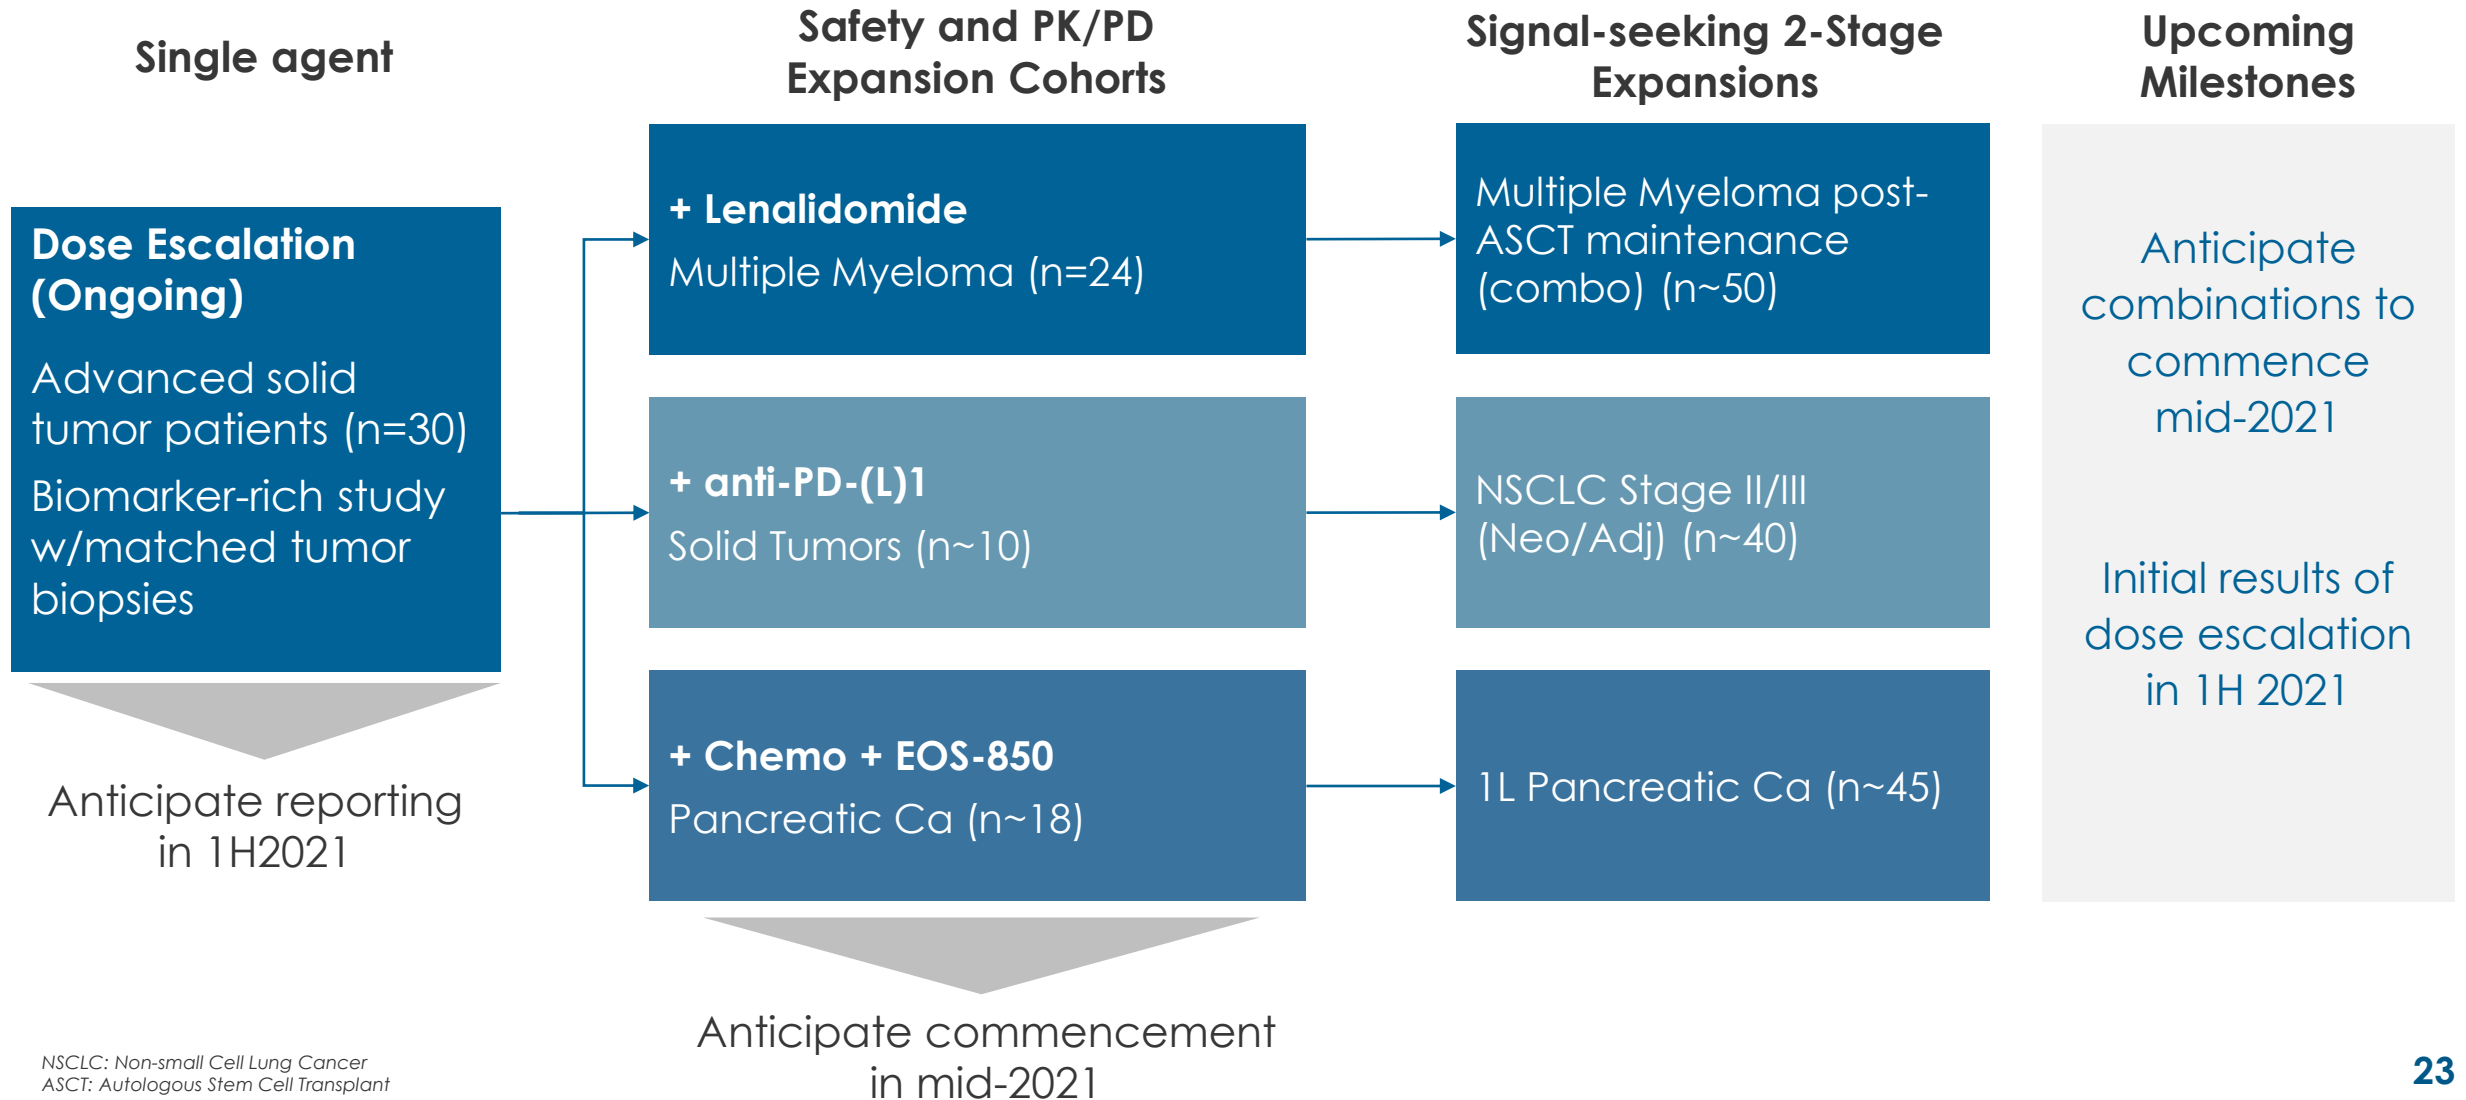 Single agent
Safety and PK/PD
Expansion Cohorts
Signal-seeking 2-Stage
Expansions
Upcoming
Milestones
Dose Escalation
(Ongoing)
Advanced solid
tumor patients (n=30)
Biomarker-rich study
w/matched tumor
biopsies
Anticipate reporting
in 1H2021
+ Lenalidomide
Multiple Myeloma (n=24)
+ anti-PD-(L)1
Solid Tumors (n~10)
+ Chemo + EOS-850
Pancreatic Ca (n~18)
Anticipate commencement
in mid-2021
Multiple Myeloma post-
ASCT maintenance
(combo) (n~50)
NSCLC Stage II/III
(Neo/Adj) (n~40)
1L Pancreatic Ca (n~45)
Anticipate
combinations to
commence
mid-2021
Initial results of
dose escalation
in 1H 2021
NSCLC: Non-small Cell Lung Cancer
ASCT: Autologous Stem Cell Transplant
23